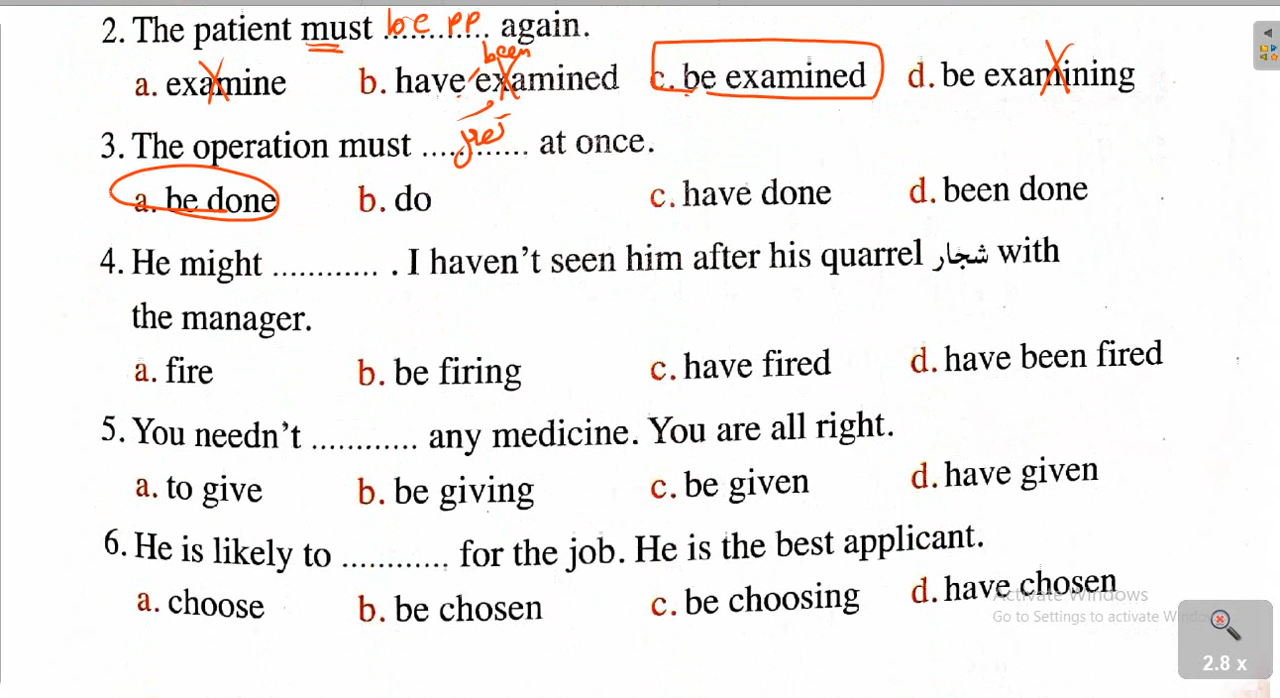 2. The patient must be P.P ............ again.
been
a. examine b. have examined c. be examined d. be examining
3. The operation must ............ at once.
a. be done b. do c. have done d. been done
4. He might ............ . I haven't seen him after his quarrel شجار with
the manager.
a. fire b. be firing c. have fired d. have been fired
5. You needn't ............ any medicine. You are all right.
a. to give b. be giving c. be given d. have given
6. He is likely to ............ for the job. He is the best applicant.
a. choose b. be chosen c. be choosing d. have chosen
Activate Windows
Go to Settings to activate Windows.
2.8 x